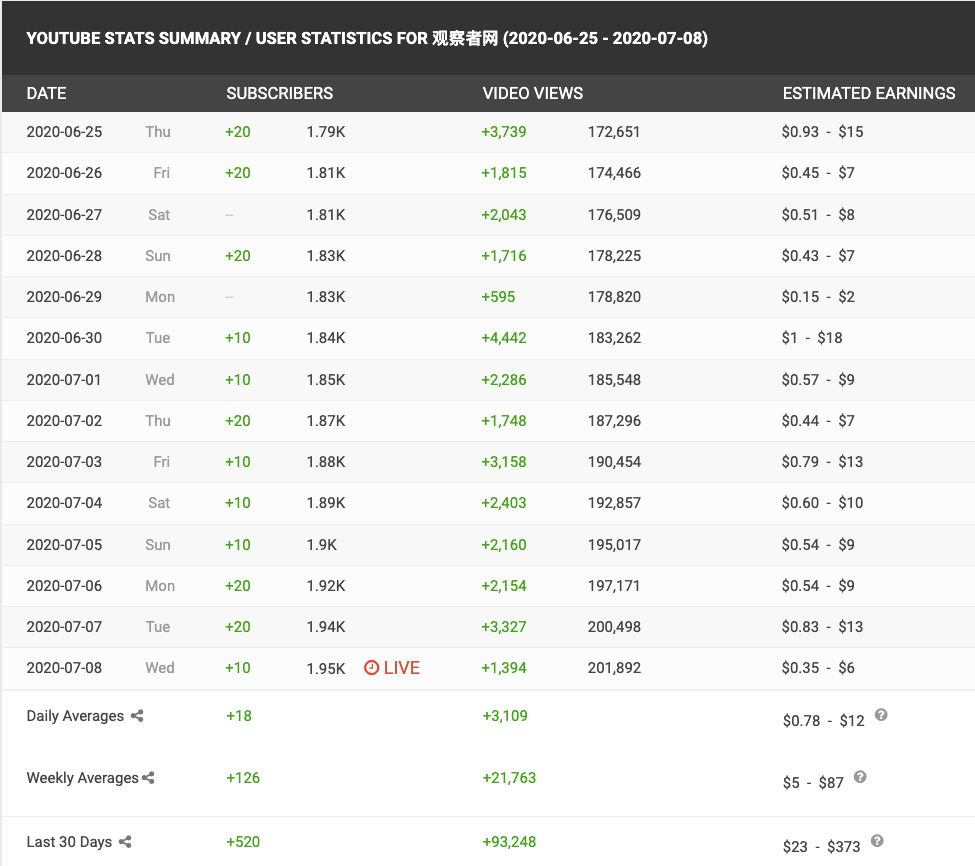 YOUTUBE STATS SUMMARY / USER STATISTICS FOR 观察者网 (2020-06-25 - 2020-07-08)
DATE SUBSCRIBERS VIDEO VIEWS ESTIMATED EARNINGS
2020-06-25 Thu +20 1.79K +3,739 172,651 $0.93 - $15
2020-06-26 Fri +20 1.81K +1,815 174,466 $0.45 - $7
2020-06-27 Sat -- 1.81K +2,043 176,509 $0.51 - $8
2020-06-28 Sun +20 1.83K +1,716 178,225 $0.43 - $7
2020-06-29 Mon -- 1.83K +595 178,820 $0.15 - $2
2020-06-30 Tue +10 1.84K +4,442 183,262 $1 - $18
2020-07-01 Wed +10 1.85K +2,286 185,548 $0.57 - $9
2020-07-02 Thu +20 1.87K +1,748 187,296 $0.44 - $7
2020-07-03 Fri +10 1.88K +3,158 190,454 $0.79 - $13
2020-07-04 Sat +10 1.89K +2,403 192,857 $0.60 - $10
2020-07-05 Sun +10 1.9K +2,160 195,017 $0.54 - $9
2020-07-06 Mon +20 1.92K +2,154 197,171 $0.54 - $9
2020-07-07 Tue +20 1.94K +3,327 200,498 $0.83 - $13
2020-07-08 Wed +10 1.95K LIVE +1,394 201,892 $0.35 - $6
Daily Averages +18 +3,109 $0.78 - $12 ?
Weekly Averages +126 +21,763 $5 - $87 ?
Last 30 Days +520 +93,248 $23 - $373 ?